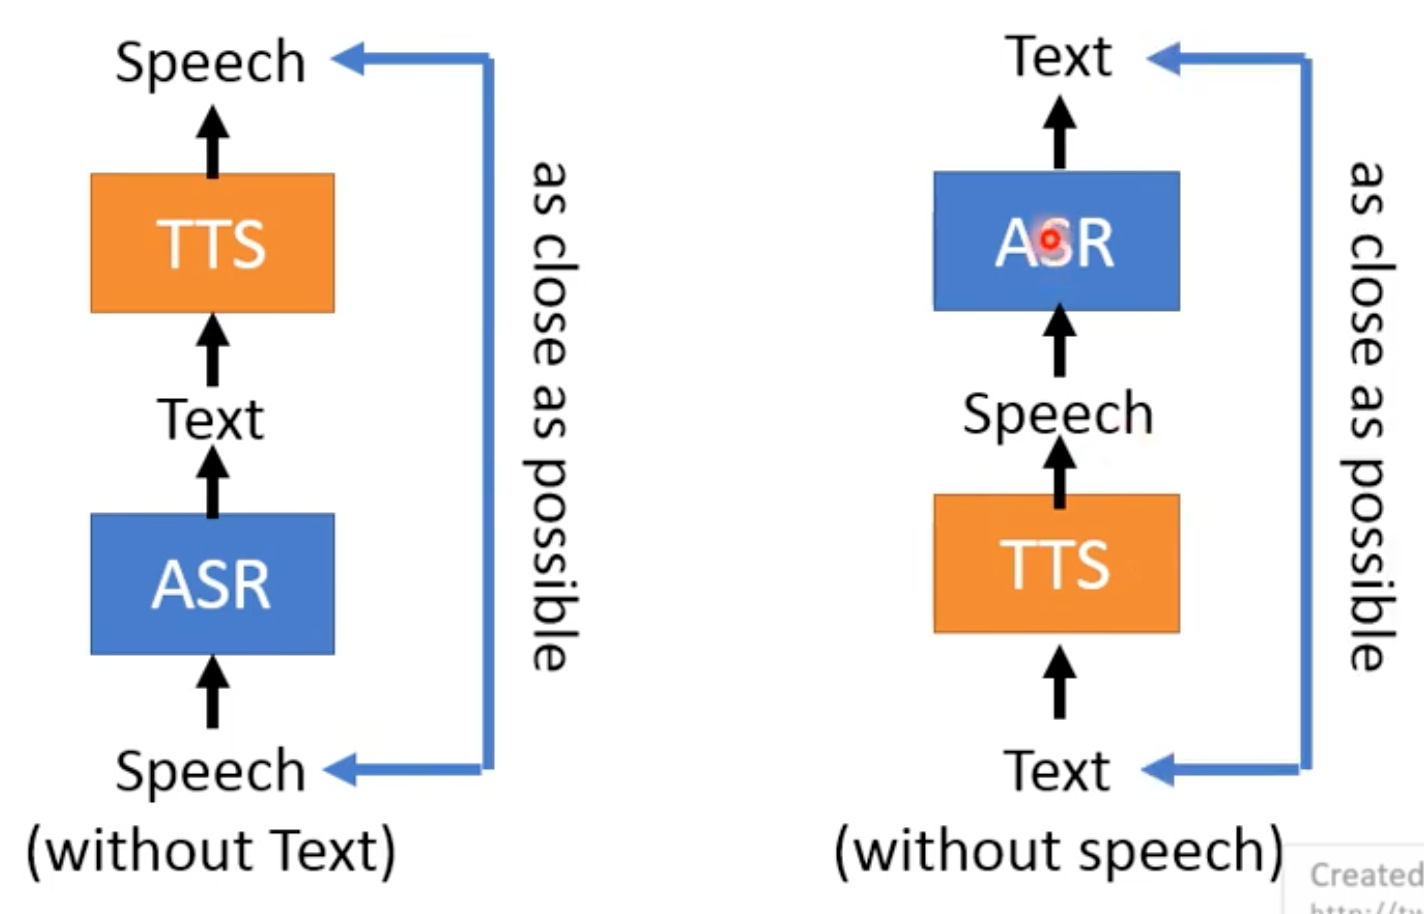 Speech
TTS
Text
ASR
Speech
(without Text)
as close as possible
Text
ASR
Speech
TTS
Text
(without speech)
as close as possible
Created